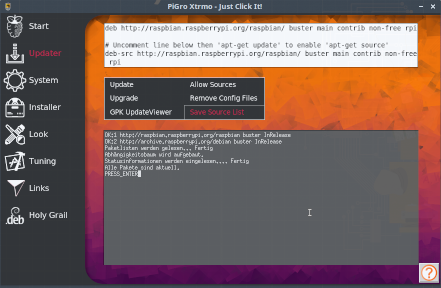 PiGro Xtrmo - Just Click It!
Start
Updater
System
Installer
Look
Tuning
Links
.deb
Holy Grail
deb http://raspbian.raspberrypi.org/raspbian/ buster main contrib non-free rpi
# Uncomment line below then 'apt-get update' to enable 'apt-get source'
deb-src http://raspbian.raspberrypi.org/raspbian/ buster main contrib non-free
rpi
Update
Allow Sources
Upgrade
Remove Config Files
GPK UpdateViewer
Save Source List
OK:1 http://raspbian.raspberrypi.org/raspbian buster InRelease
OK:2 http://archive.raspberrypi.org/debian buster InRelease
Paketlisten werden gelesen... Fertig
Abhängigkeitsbaum wird aufgebaut.
Statusinformationen werden eingelesen.... Fertig
Alle Pakete sind aktuell.
PRESS_ENTER
?